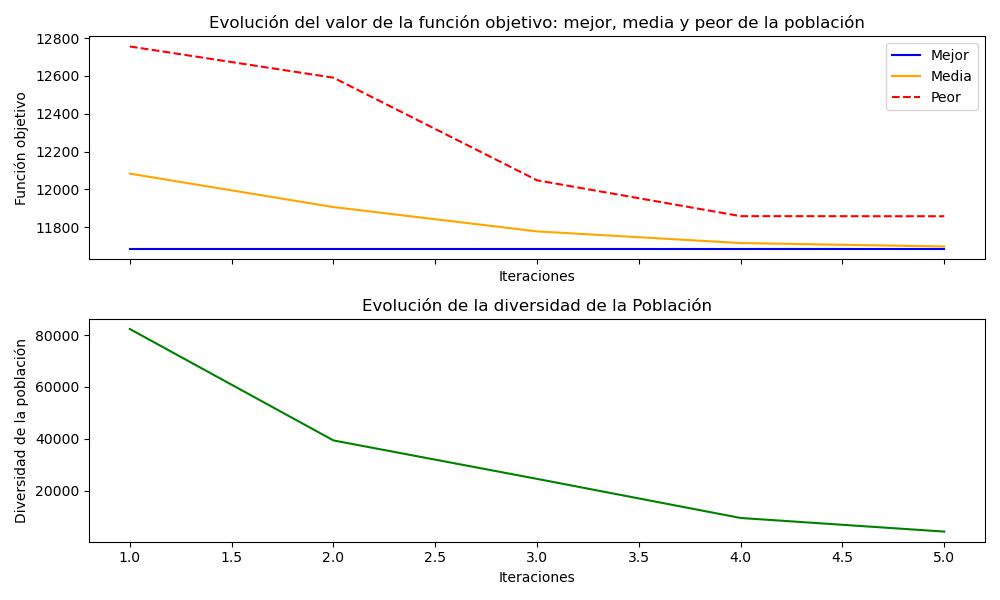 Evolución del valor de la función objetivo: mejor, media y peor de la población
12800
12600
12400
12200
12000
11800
Función objetivo
Mejor
Media
Peor
Iteraciones
Evolución de la diversidad de la Población
80000
60000
40000
20000
Diversidad de la población
1.0 1.5 2.0 2.5 3.0 3.5 4.0 4.5 5.0
Iteraciones